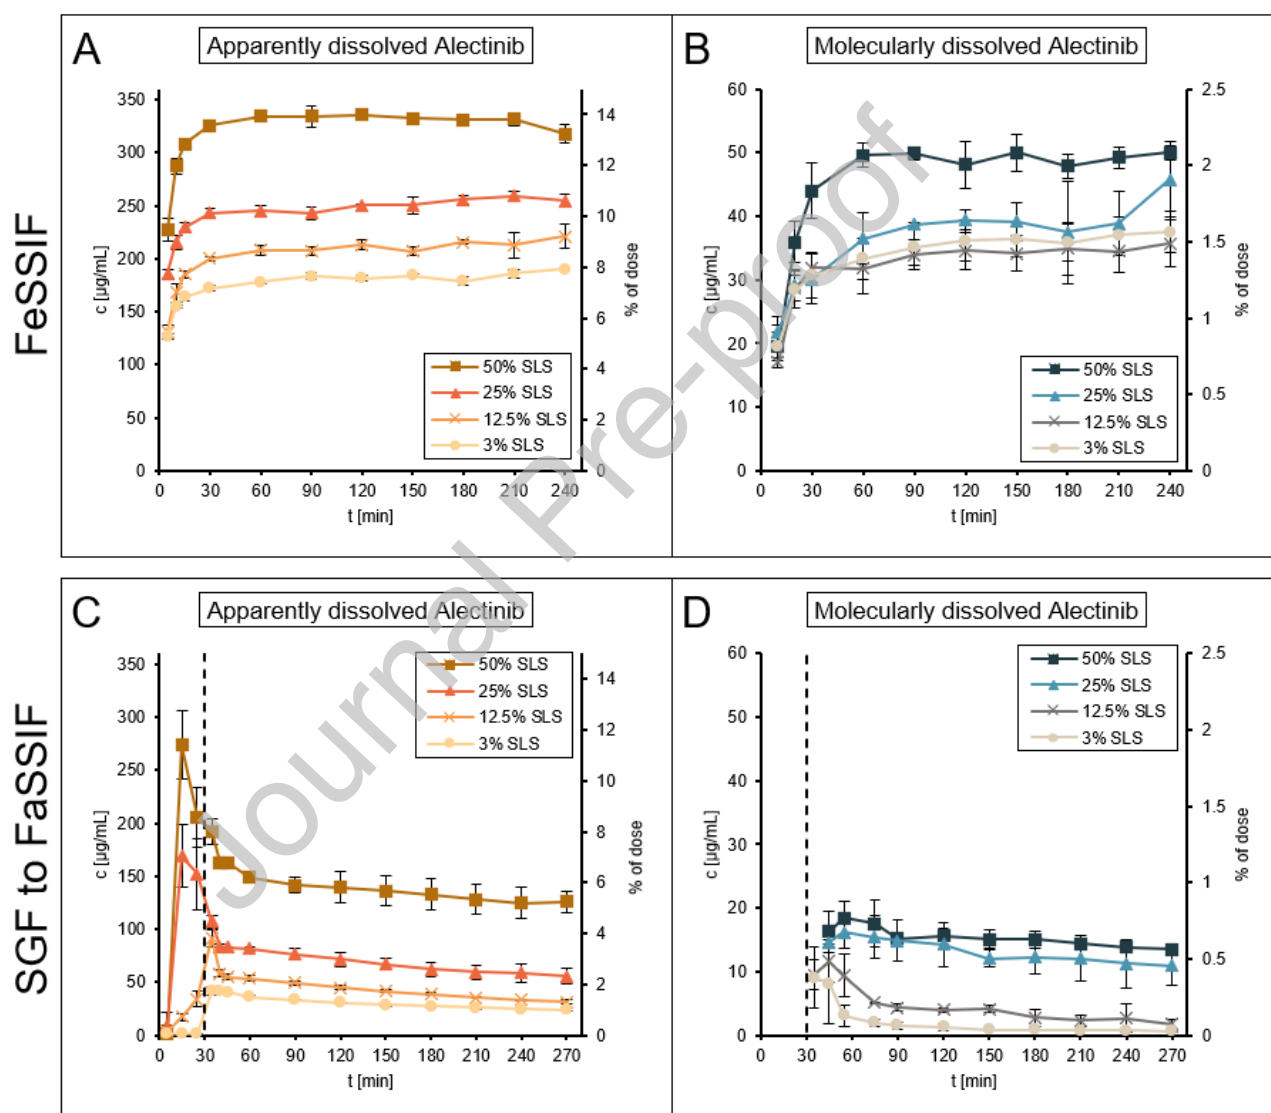 FeSSIF
A
Apparently dissolved Alectinib
c [µg/mL]
350
300
250
200
150
100
50
0
0 10 30 60 90 120 150 180 210 240
t [min]
14
12
10
8
6
4
2
0
% of dose
50% SLS
25% SLS
12.5% SLS
3% SLS
B
Molecularly dissolved Alectinib
c [µg/mL]
60
50
40
30
20
10
0
0 10 20 30 60 90 120 150 180 210 240
t [min]
2.5
2
1.5
1
0.5
0
% of dose
50% SLS
25% SLS
12.5% SLS
3% SLS
SGF to FaSSIF
C
Apparently dissolved Alectinib
c [µg/mL]
350
300
250
200
150
100
50
0
0 15 30 60 90 120 150 180 210 240 270
t [min]
14
12
10
8
6
4
2
0
% of dose
50% SLS
25% SLS
12.5% SLS
3% SLS
D
Molecularly dissolved Alectinib
c [µg/mL]
60
50
40
30
20
10
0
0 30 60 90 120 150 180 210 240 270
t [min]
2.5
2
1.5
1
0.5
0
% of dose
50% SLS
25% SLS
12.5% SLS
3% SLS
Journal Pre-proof